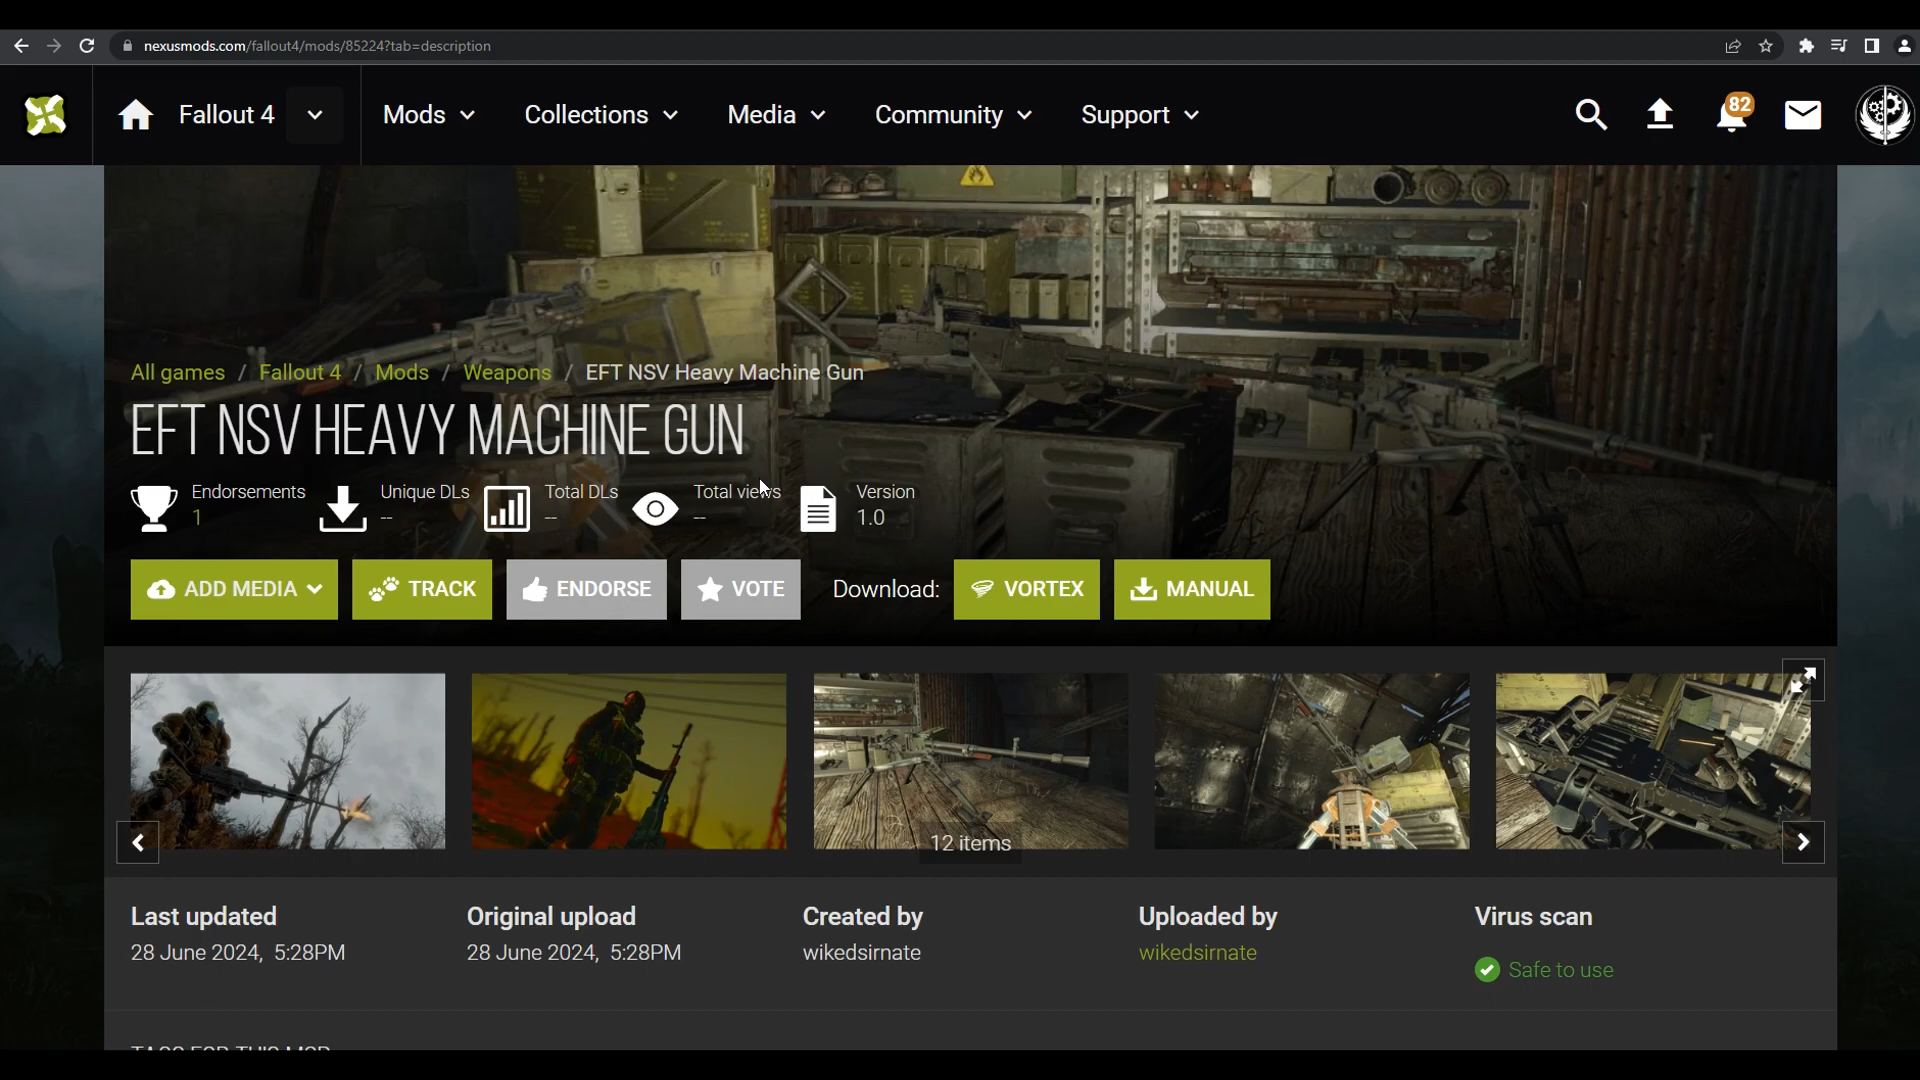 nexusmods.com/fallout4/mods/85224?tab=description
Fallout 4
Mods
Collections
Media
Community
Support
82
All games / Fallout 4 / Mods / Weapons / EFT NSV Heavy Machine Gun
EFT NSV HEAVY MACHINE GUN
Endorsements
1
Unique DLs
--
Total DLs
--
Total views
--
Version
1.0
ADD MEDIA
TRACK
ENDORSE
VOTE
Download:
VORTEX
MANUAL
12 items
Last updated
28 June 2024, 5:28PM
Original upload
28 June 2024, 5:28PM
Created by
wikedsirnate
Uploaded by
wikedsirnate
Virus scan
Safe to use
TAGS FOR THIS MOD